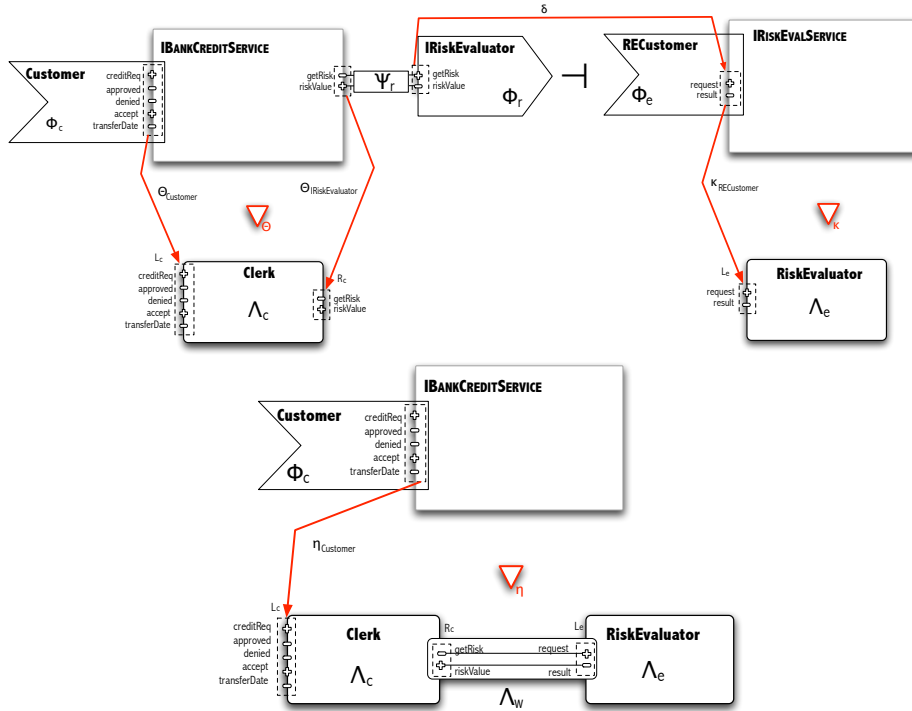 δ
IBANKCREDITSERVICE
IRiskEvaluator
RECustomer
IRISKEVALSERVICE
Customer
creditReq
approved
denied
accept
transferDate
Φc
getRisk
riskValue
Ψr
getRisk
riskValue
Φr
Φe
request
result
ΘCustomer
ΘIRiskEvaluator
κRECustomer
Θ
κ
Lc
Clerk
Rc
creditReq
approved
denied
accept
transferDate
Λc
getRisk
riskValue
Le
RiskEvaluator
request
result
Λe
IBANKCREDITSERVICE
Customer
creditReq
approved
denied
accept
transferDate
Φc
ηCustomer
η
Lc
creditReq
approved
denied
accept
transferDate
Clerk
Λc
Rc
getRisk
riskValue
Le
request
result
RiskEvaluator
Λe
Λw